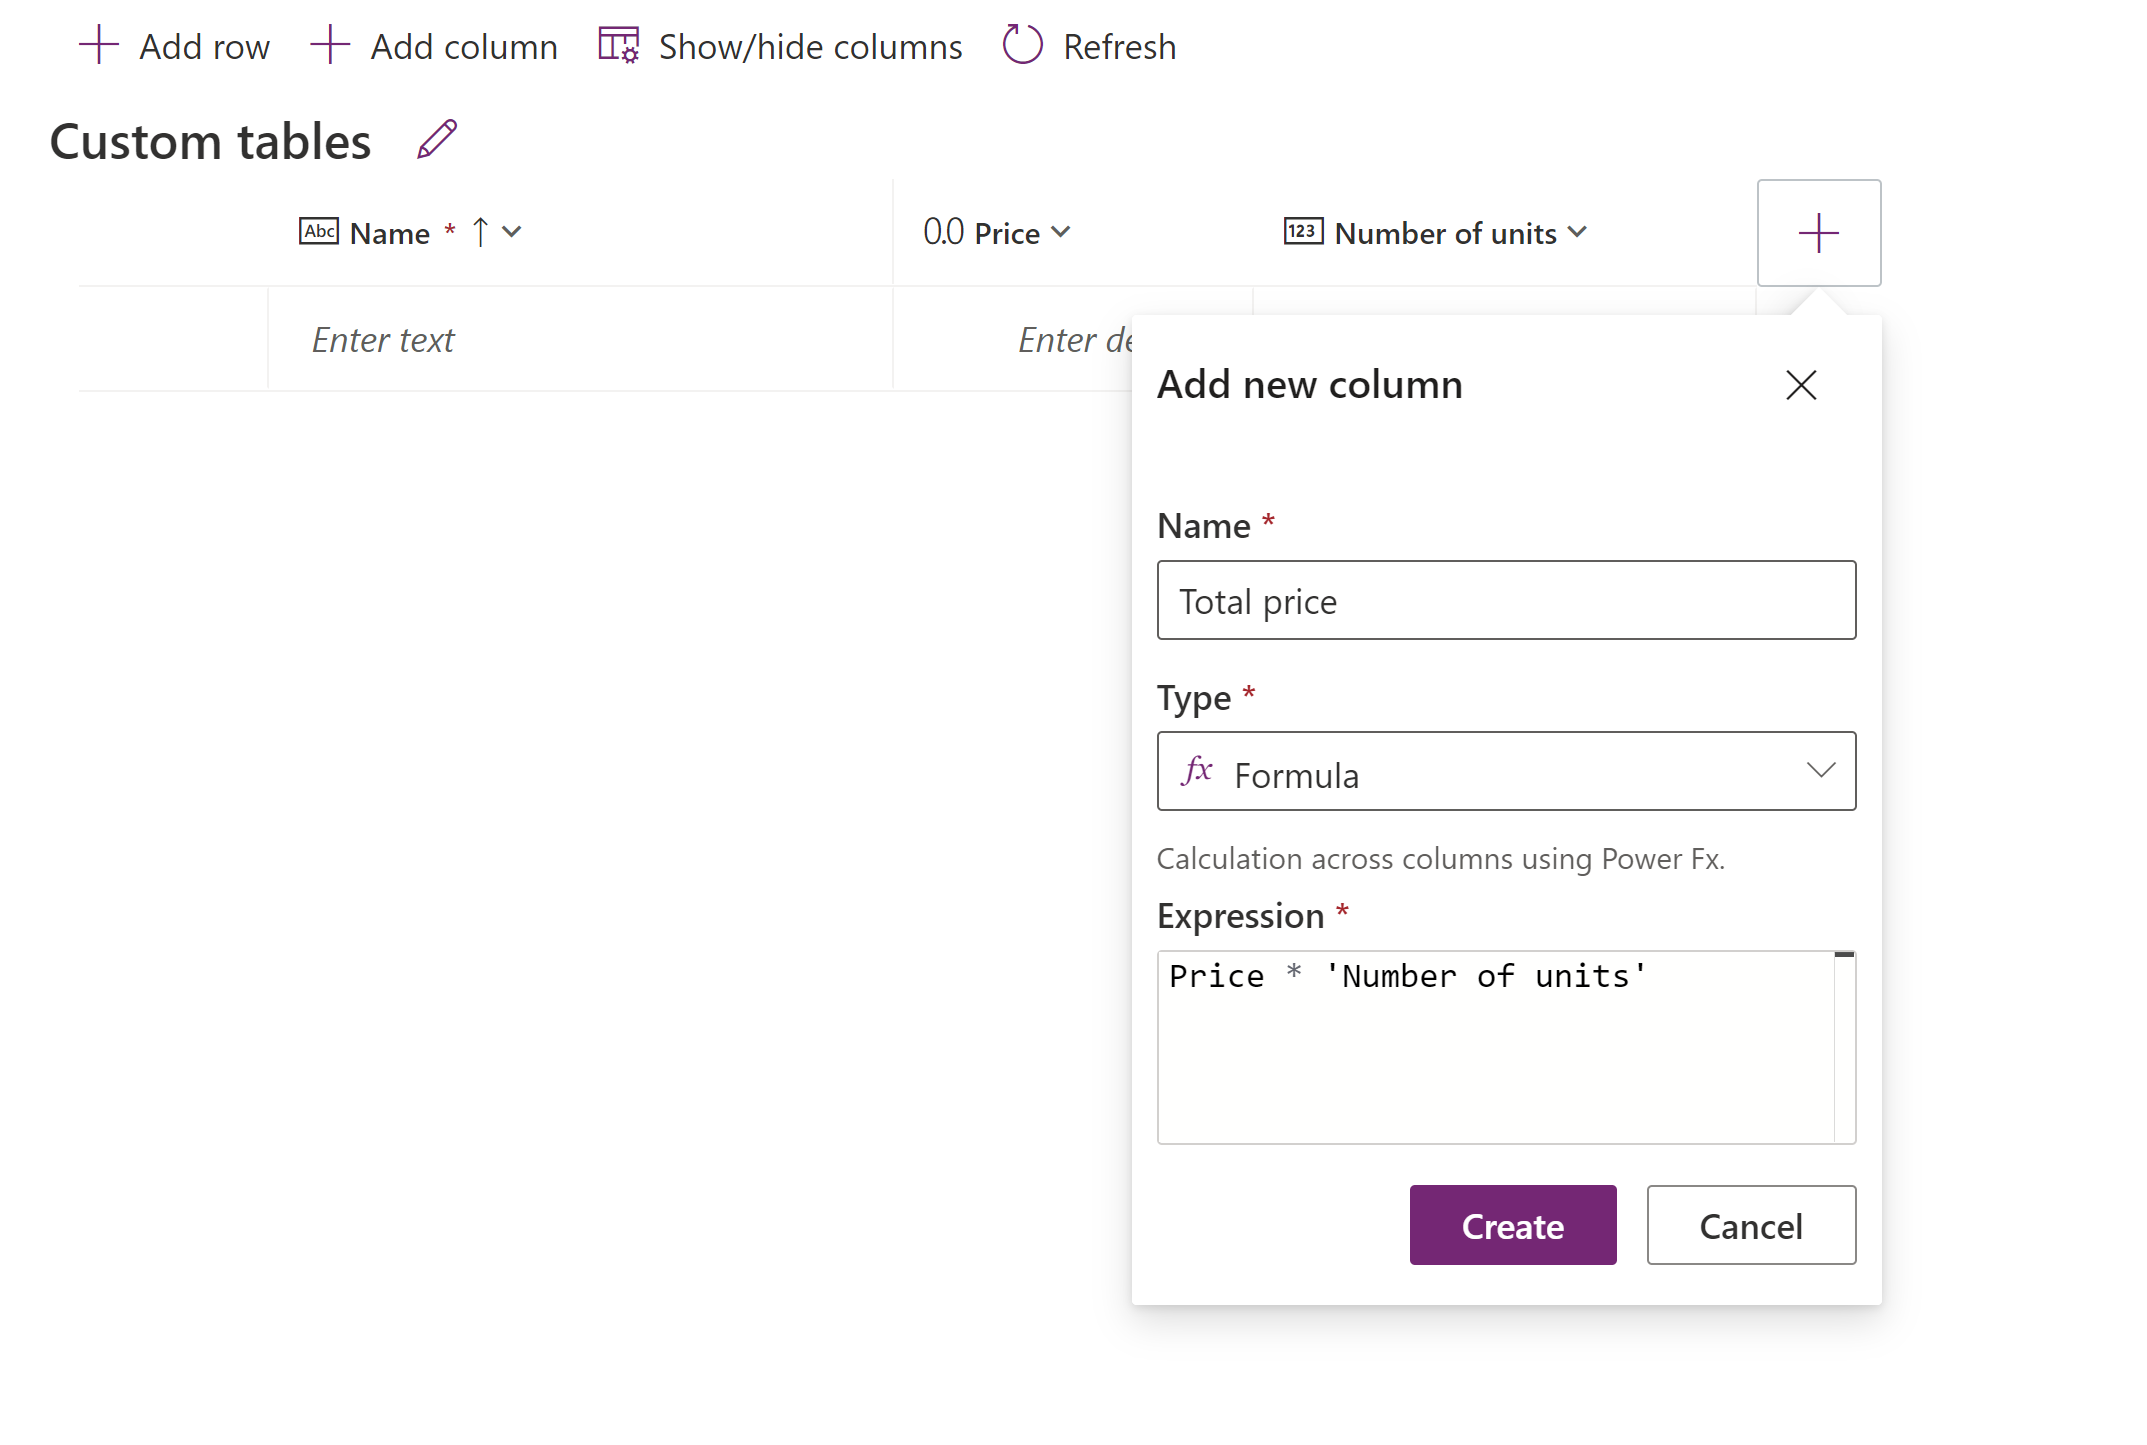 Add row Add column Show/hide columns Refresh
Custom tables
Abc Name * 0.0 Price 123 Number of units
Enter text Enter
Add new column
Name *
Total price
Type *
fx Formula
Calculation across columns using Power Fx.
Expression *
Price * 'Number of units'
Create Cancel